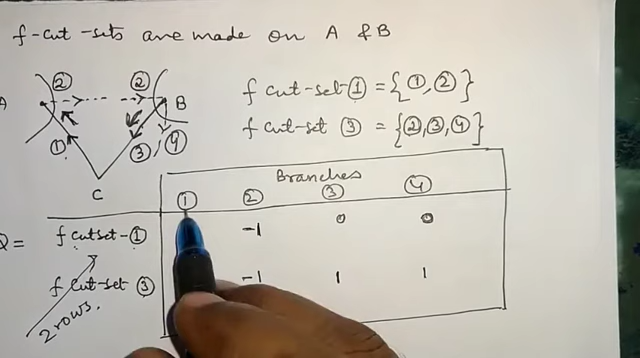 f-cut-sets are made on A & B
② ②
A B
① ③, ④
C
f cut-set-① = {①, ②}
f cut-set ③ = {②, ③, ④}
Branches
① ② ③ ④
Q = f cutset-① -1 0 0
f cut-set ③ -1 1 1
2 rows.